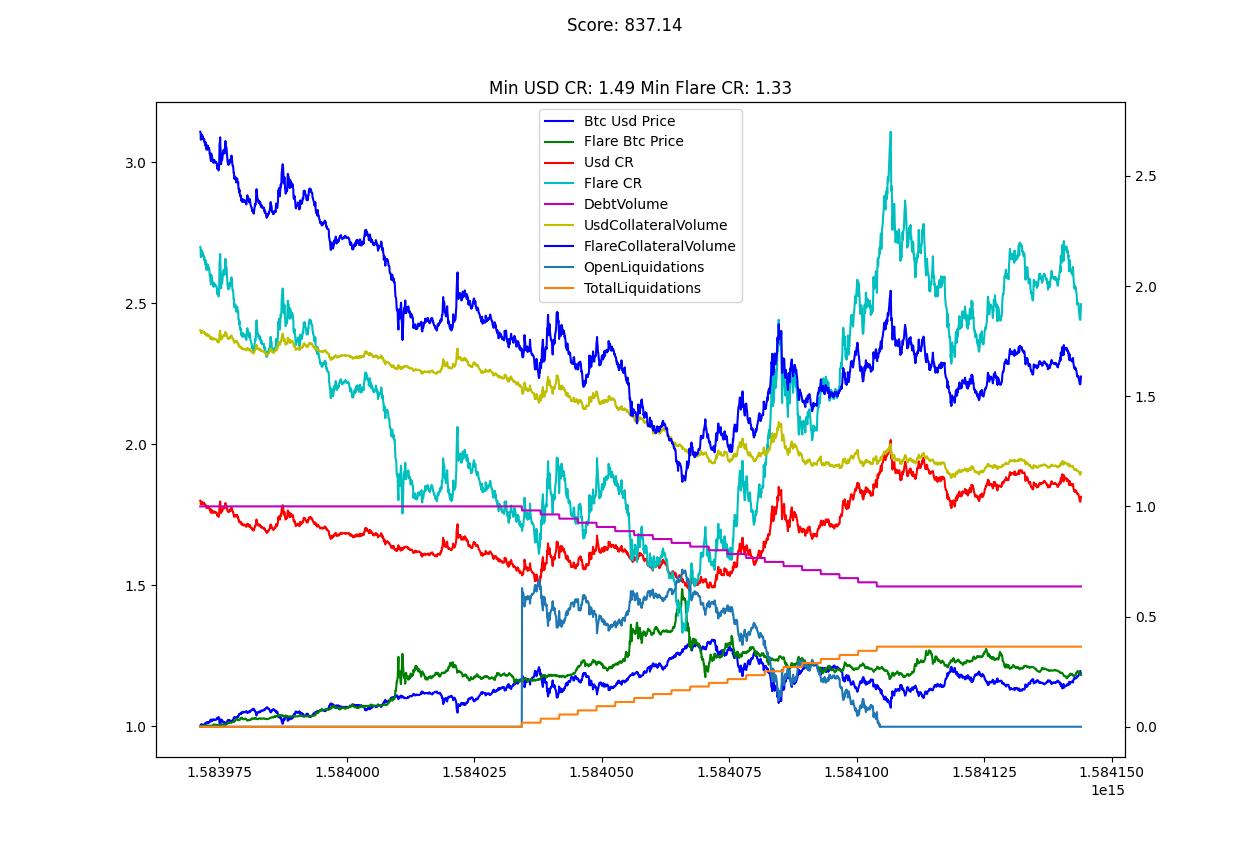 Score: 837.14
Min USD CR: 1.49 Min Flare CR: 1.33
Btc Usd Price
Flare Btc Price
Usd CR
Flare CR
DebtVolume
UsdCollateralVolume
FlareCollateralVolume
OpenLiquidations
TotalLiquidations
3.0
2.5
2.0
1.5
1.0
2.5
2.0
1.5
1.0
0.5
0.0
1.583975 1.584000 1.584025 1.584050 1.584075 1.584100 1.584125 1.584150
1e15